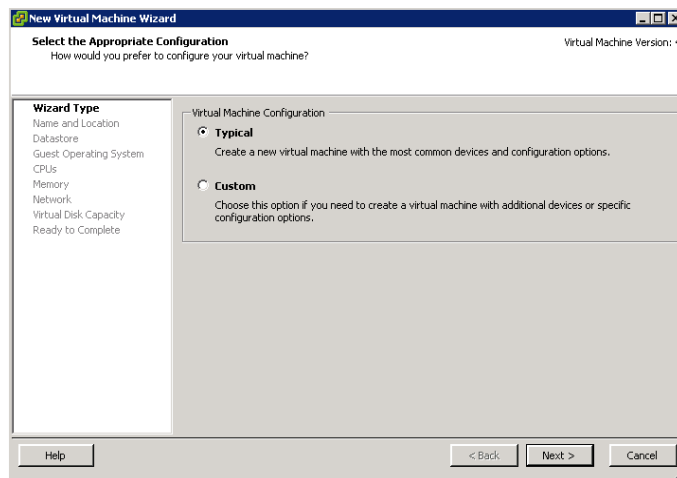 New Virtual Machine Wizard
Select the Appropriate Configuration
How would you prefer to configure your virtual machine?
Virtual Machine Version:
Wizard Type
Name and Location
Datastore
Guest Operating System
CPUs
Memory
Network
Virtual Disk Capacity
Ready to Complete
Virtual Machine Configuration
Typical
Create a new virtual machine with the most common devices and configuration options.
Custom
Choose this option if you need to create a virtual machine with additional devices or specific
configuration options.
Help
< Back
Next >
Cancel